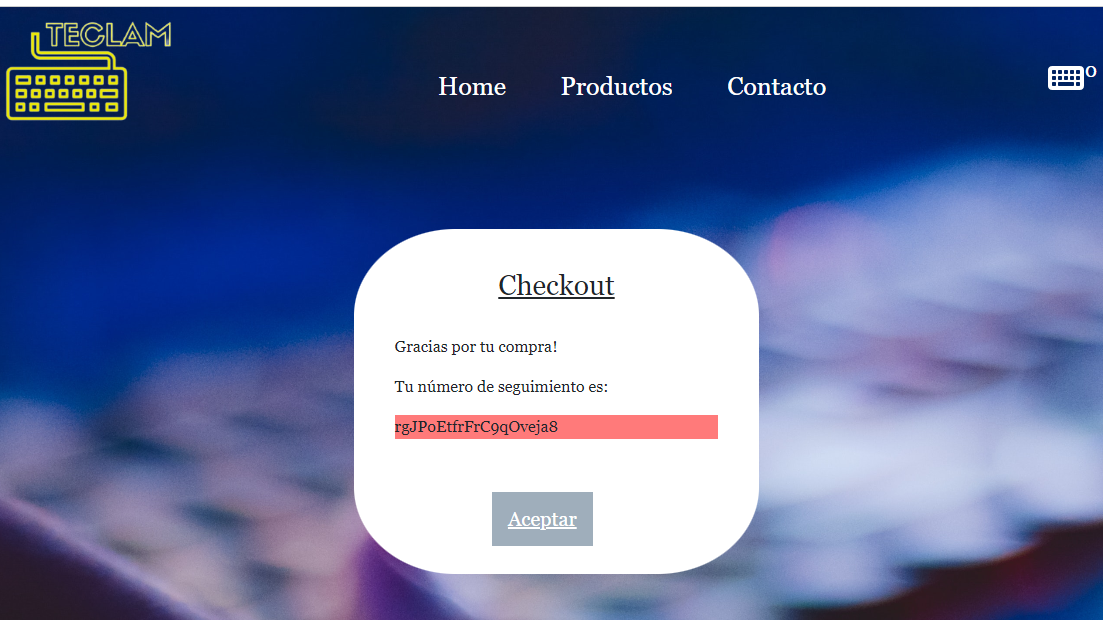 TECLAM
Home Productos Contacto
0
Checkout
Gracias por tu compra!
Tu número de seguimiento es:
rgJPoEtfrFrC9qOveja8
Aceptar